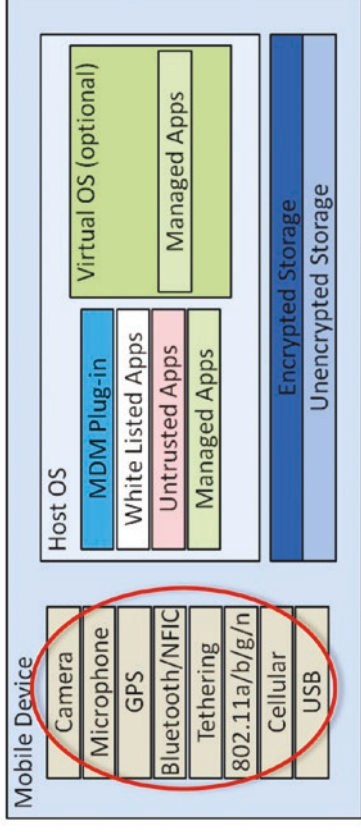 Mobile Device
Camera
Microphone
GPS
Bluetooth/NFIC
Tethering
802.11a/b/g/n
Cellular
USB
Host OS
MDM Plug-in
White Listed Apps
Untrusted Apps
Managed Apps
Virtual OS (optional)
Managed Apps
Encrypted Storage
Unencrypted Storage